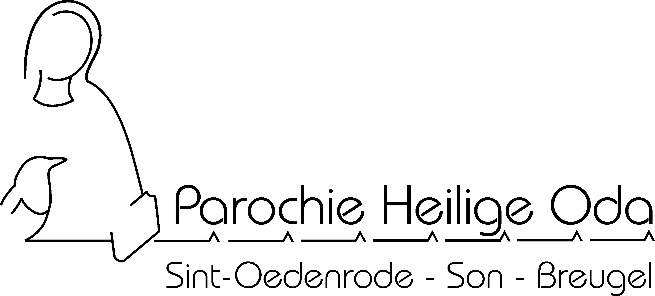 Parochie Heilige Oda
Sint-Oedenrode - Son - Breugel